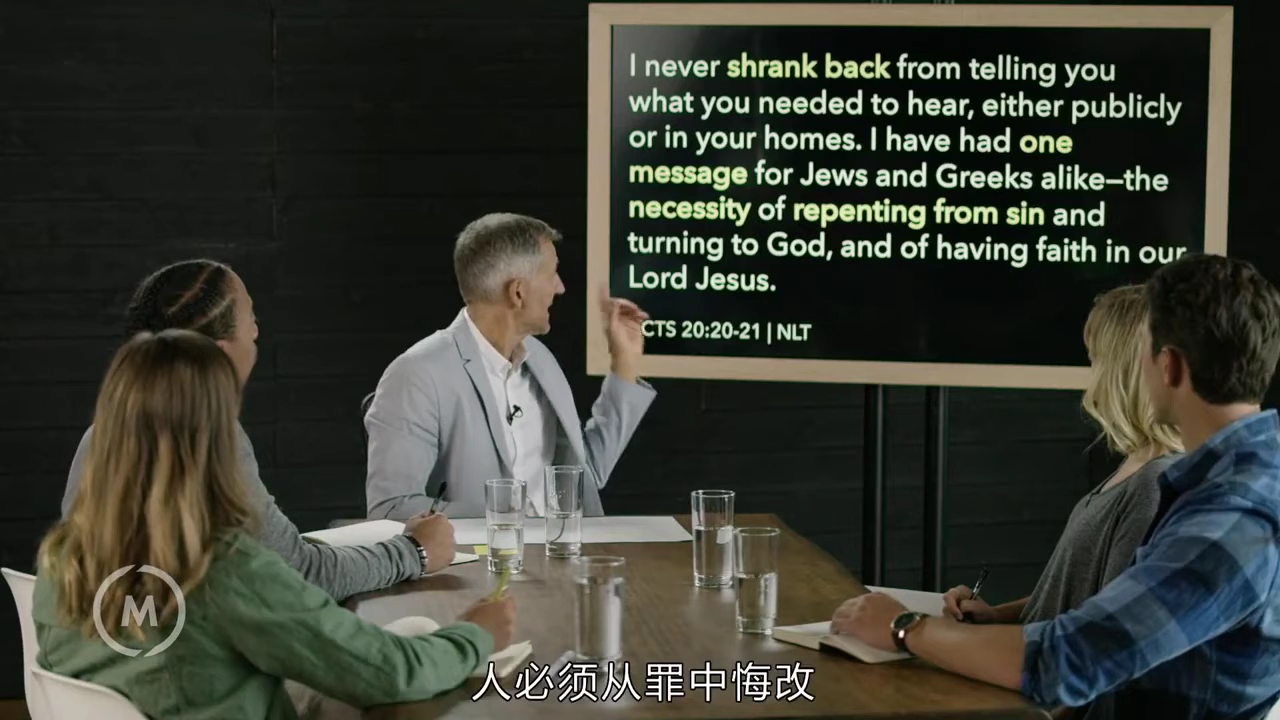 I never shrank back from telling you
what you needed to hear, either publicly
or in your homes. I have had one
message for Jews and Greeks alike—the
necessity of repenting from sin and
turning to God, and of having faith in our
Lord Jesus.
CTS 20:20-21 | NLT
M
人必须从罪中悔改